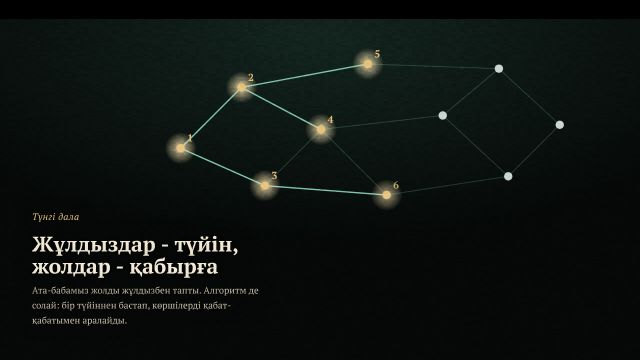 5
2
4
1
3
6
Түнгі дала
Жұлдыздар - түйін,
жолдар - қабырға
Ата-бабамыз жолды жұлдызбен тапты. Алгоритм де
солай: бір түйіннен бастап, көршілерді қабат-
қабатымен аралайды.